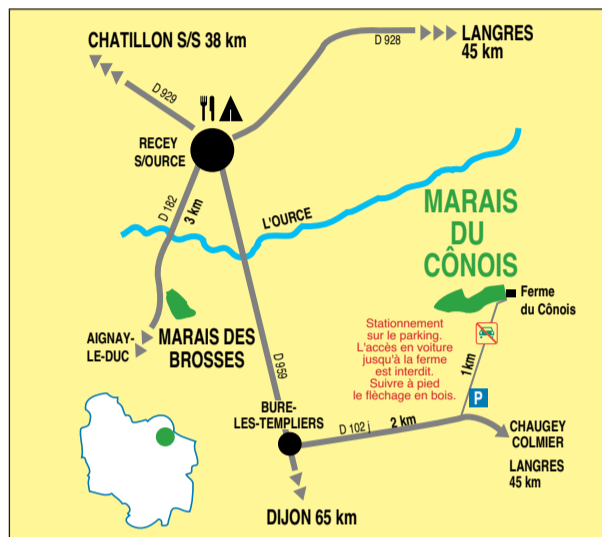 CHATILLON S/S 38 km
D 928
LANGRES
45 km
D 929
RECEY
S/OURCE
D 182
3 km
L'OURCE
MARAIS
DU
CÔNOIS
Ferme
du Cônois
Stationnement
sur le parking.
L'accès en voiture
jusqu'à la ferme
est interdit.
Suivre à pied
le flèchage en bois.
1km
P
AIGNAY-
LE-DUC
MARAIS DES
BROSSES
D 959
BURE-
LES-TEMPLIERS
D 102 j
2 km
CHAUGEY
COLMIER
LANGRES
45 km
DIJON 65 km